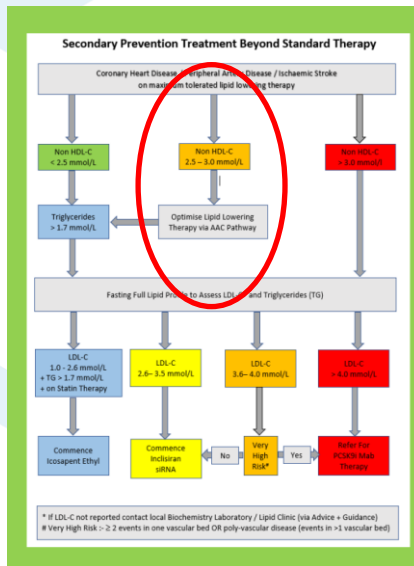 Secondary Prevention Treatment Beyond Standard Therapy
Coronary Heart Disease / Peripheral Artery Disease / Ischaemic Stroke
on maximum tolerated lipid lowering therapy
Non HDL-C
< 2.5 mmol/L
Non HDL-C
2.5 – 3.0 mmol/L
Non HDL-C
> 3.0 mmol/l
Triglycerides
> 1.7 mmol/L
Optimise Lipid Lowering
Therapy via AAC Pathway
Fasting Full Lipid Profile to Assess LDL-C* and Triglycerides (TG)
LDL-C
1.0 - 2.6 mmol/L
+ TG > 1.7 mmol/L
+ on Statin Therapy
LDL-C
2.6– 3.5 mmol/L
LDL-C
3.6– 4.0 mmol/L
LDL-C
> 4.0 mmol/L
Commence
Icosapent Ethyl
Commence
Inclisiran
siRNA
No
Very
High
Risk#
Yes
Refer For
PCSK9i Mab
Therapy
* If LDL-C not reported contact local Biochemistry Laboratory / Lipid Clinic (via Advice + Guidance)
# Very High Risk :- ≥ 2 events in one vascular bed OR poly-vascular disease (events in >1 vascular bed)